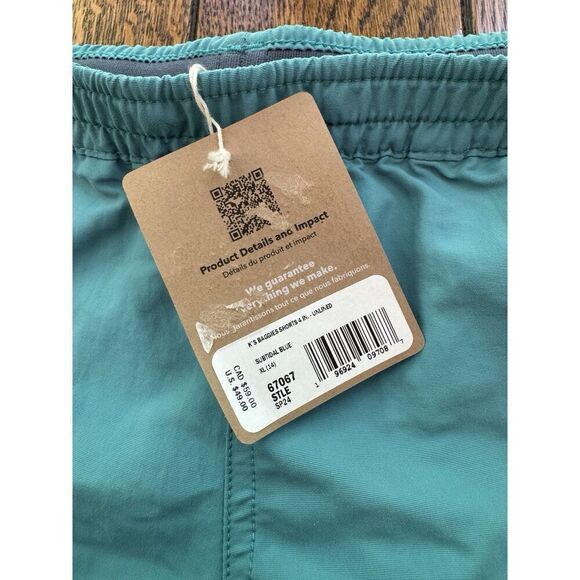 Product Details and Impact
Détails du produit et impact
We guarantee
everything we make.
Nous garantissons tout ce que nous fabriquons.
K'S BAGGIES SHORTS 4 IN. - UNLINED
SUBTIDAL BLUE
XL (14)
67067
STLE
SP24
CAD $59.00
U.S. $49.00
1 96924 09708 7